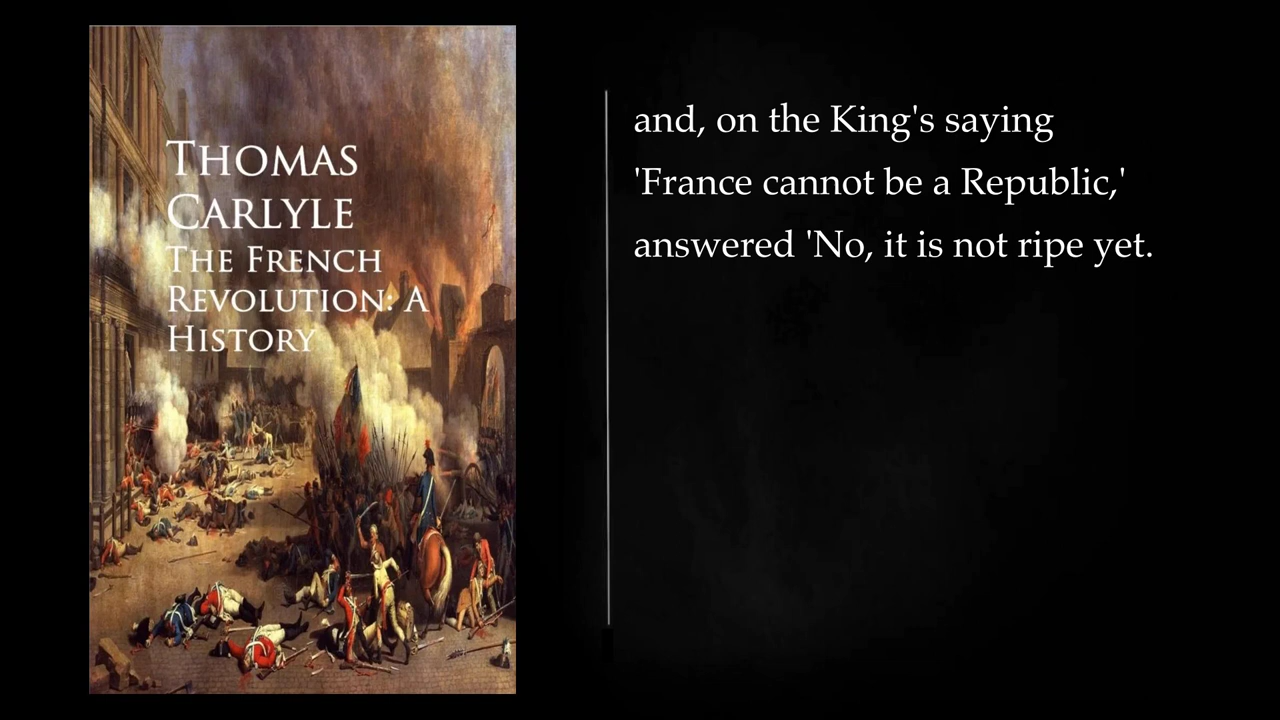 THOMAS
CARLYLE
THE FRENCH
REVOLUTION: A
HISTORY
and, on the King's saying
'France cannot be a Republic,'
answered 'No, it is not ripe yet.